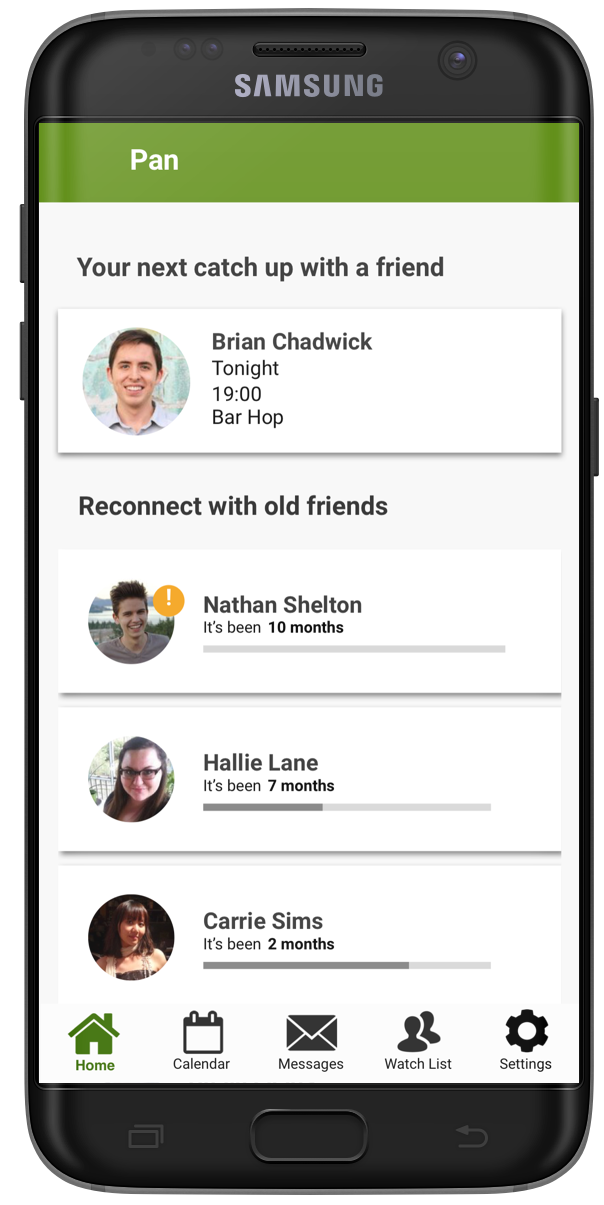 SAMSUNG
Pan
Your next catch up with a friend
Brian Chadwick
Tonight
19:00
Bar Hop
Reconnect with old friends
!
Nathan Shelton
It's been 10 months
Hallie Lane
It's been 7 months
Carrie Sims
It's been 2 months
Home Calendar Messages Watch List Settings